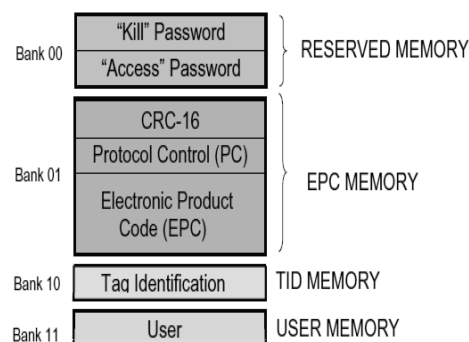 Bank 00
“Kill” Password
“Access” Password
RESERVED MEMORY
Bank 01
CRC-16
Protocol Control (PC)
Electronic Product
Code (EPC)
EPC MEMORY
Bank 10
Tag Identification
TID MEMORY
Bank 11
User
USER MEMORY